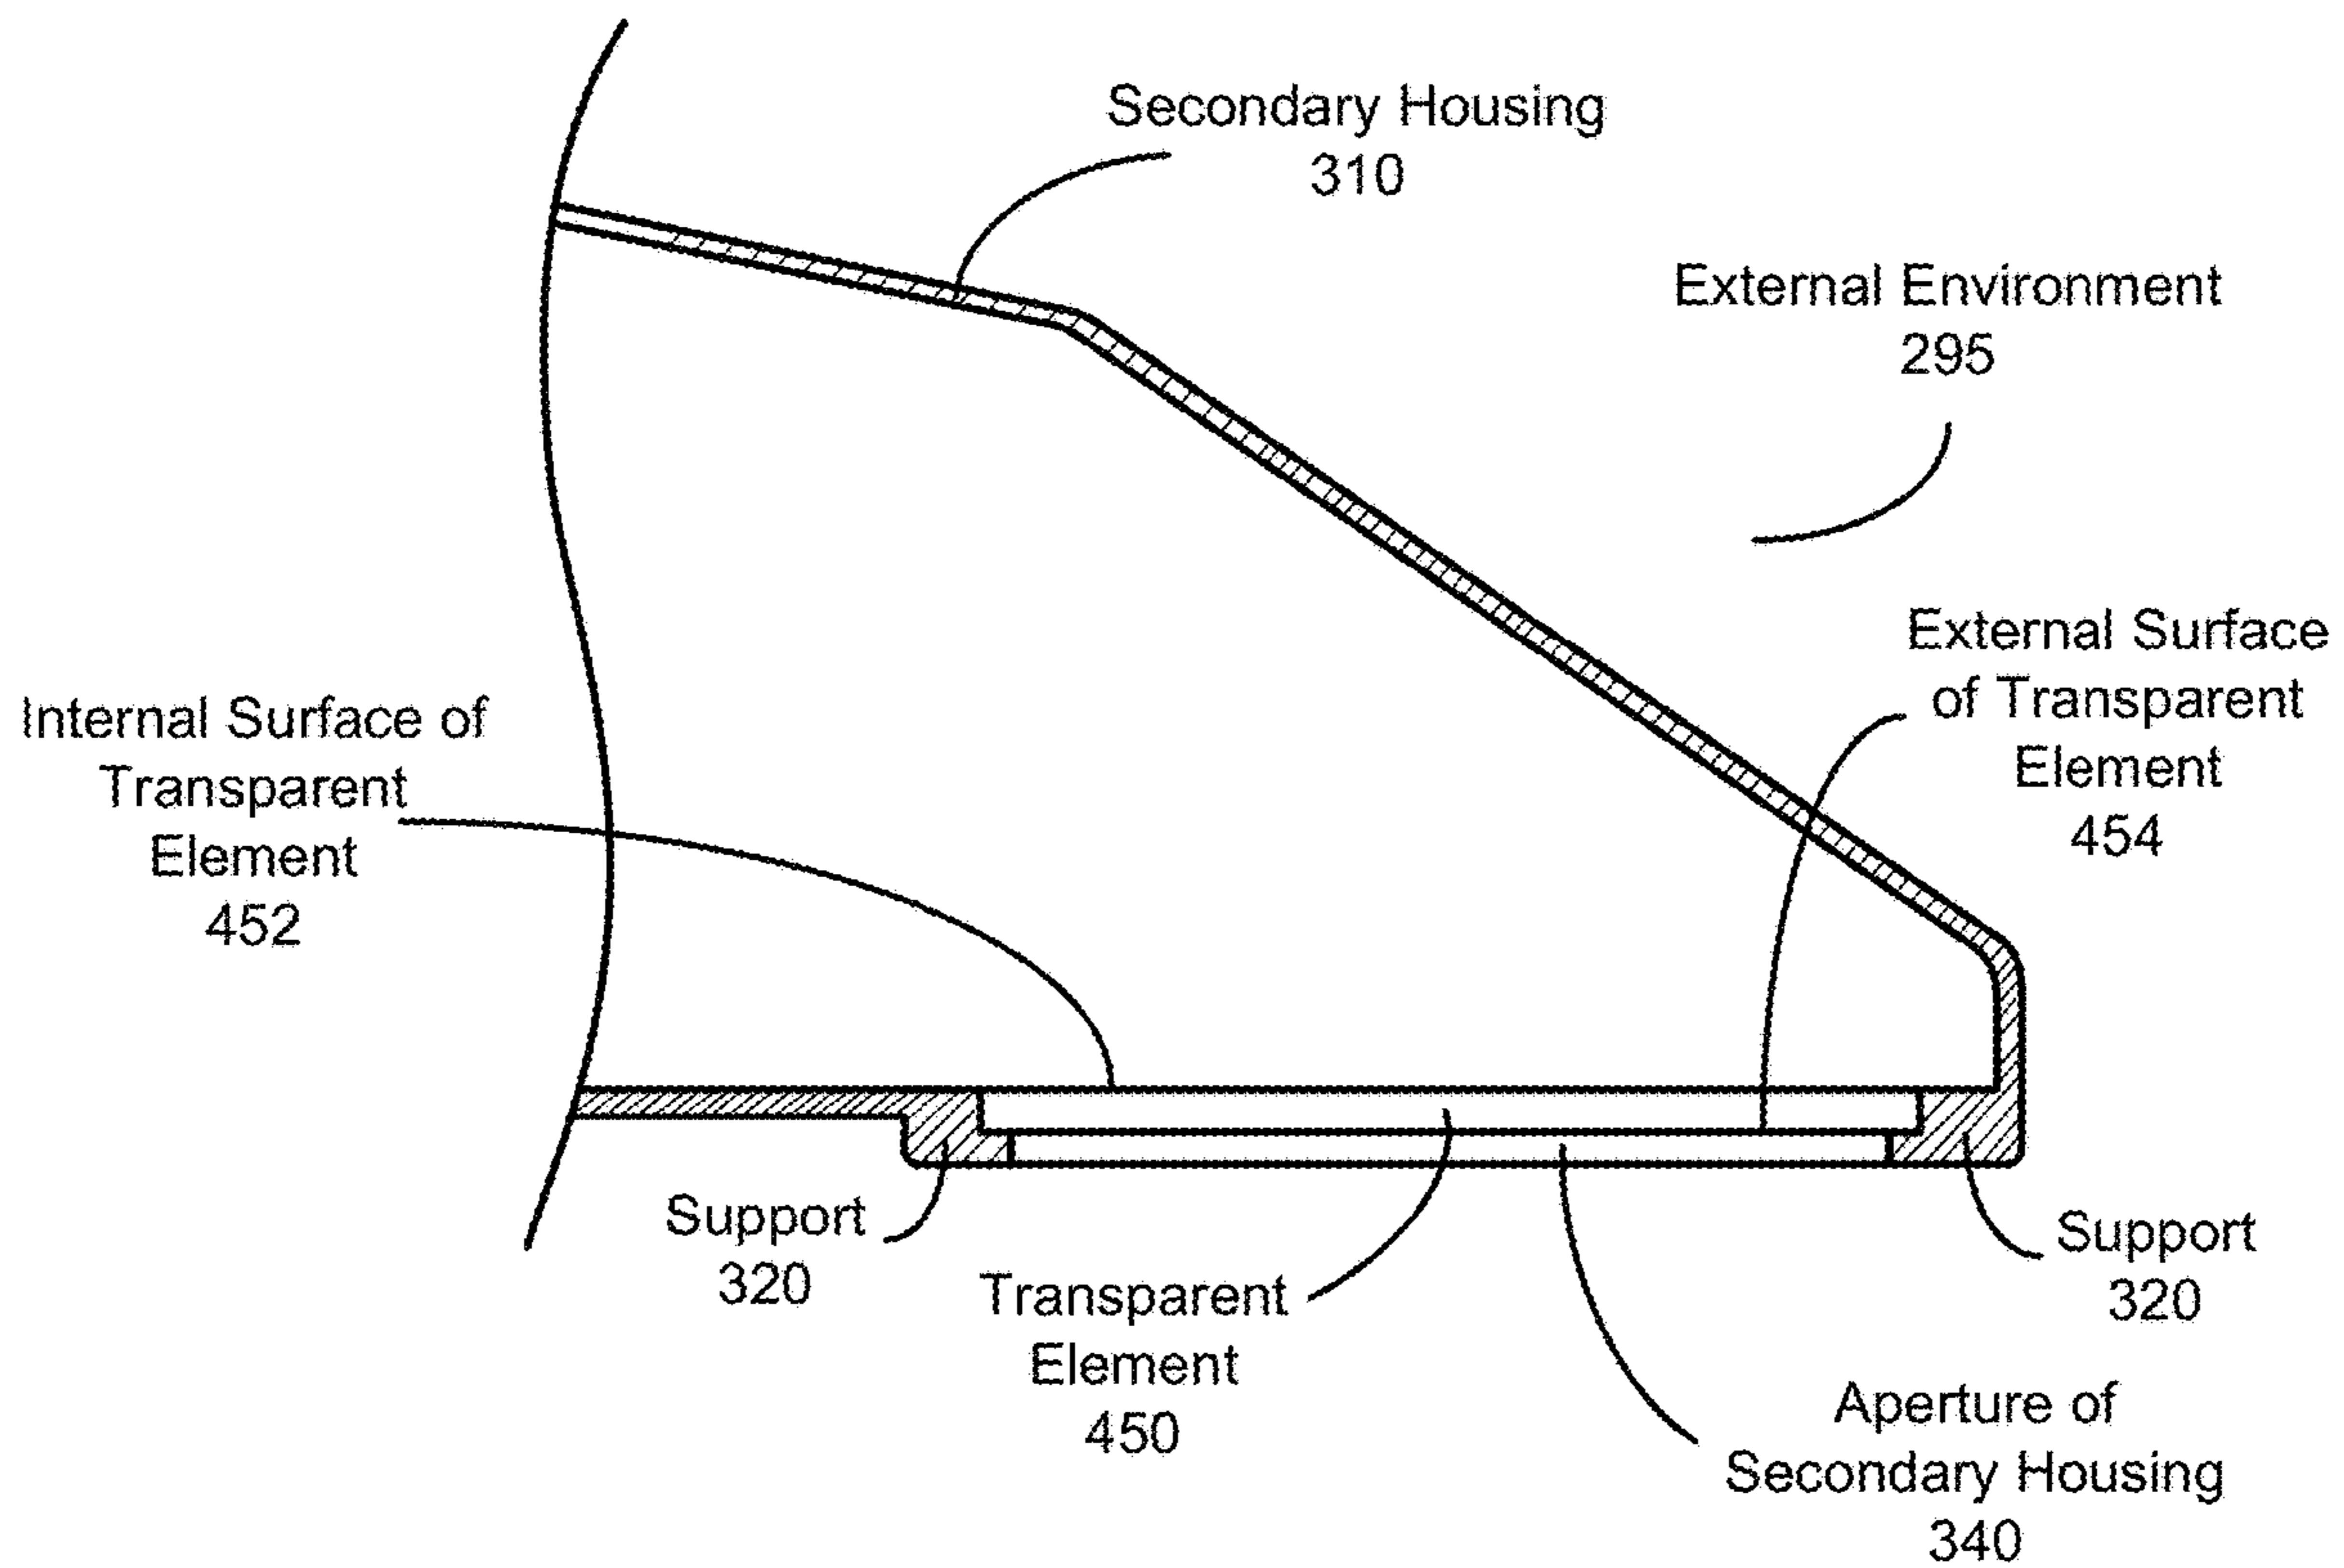 Secondary Housing
310
External Environment
295
External Surface
of Transparent
Element
454
Internal Surface of
Transparent
Element
452
Support
320
Transparent
Element
450
Support
320
Aperture of
Secondary Housing
340